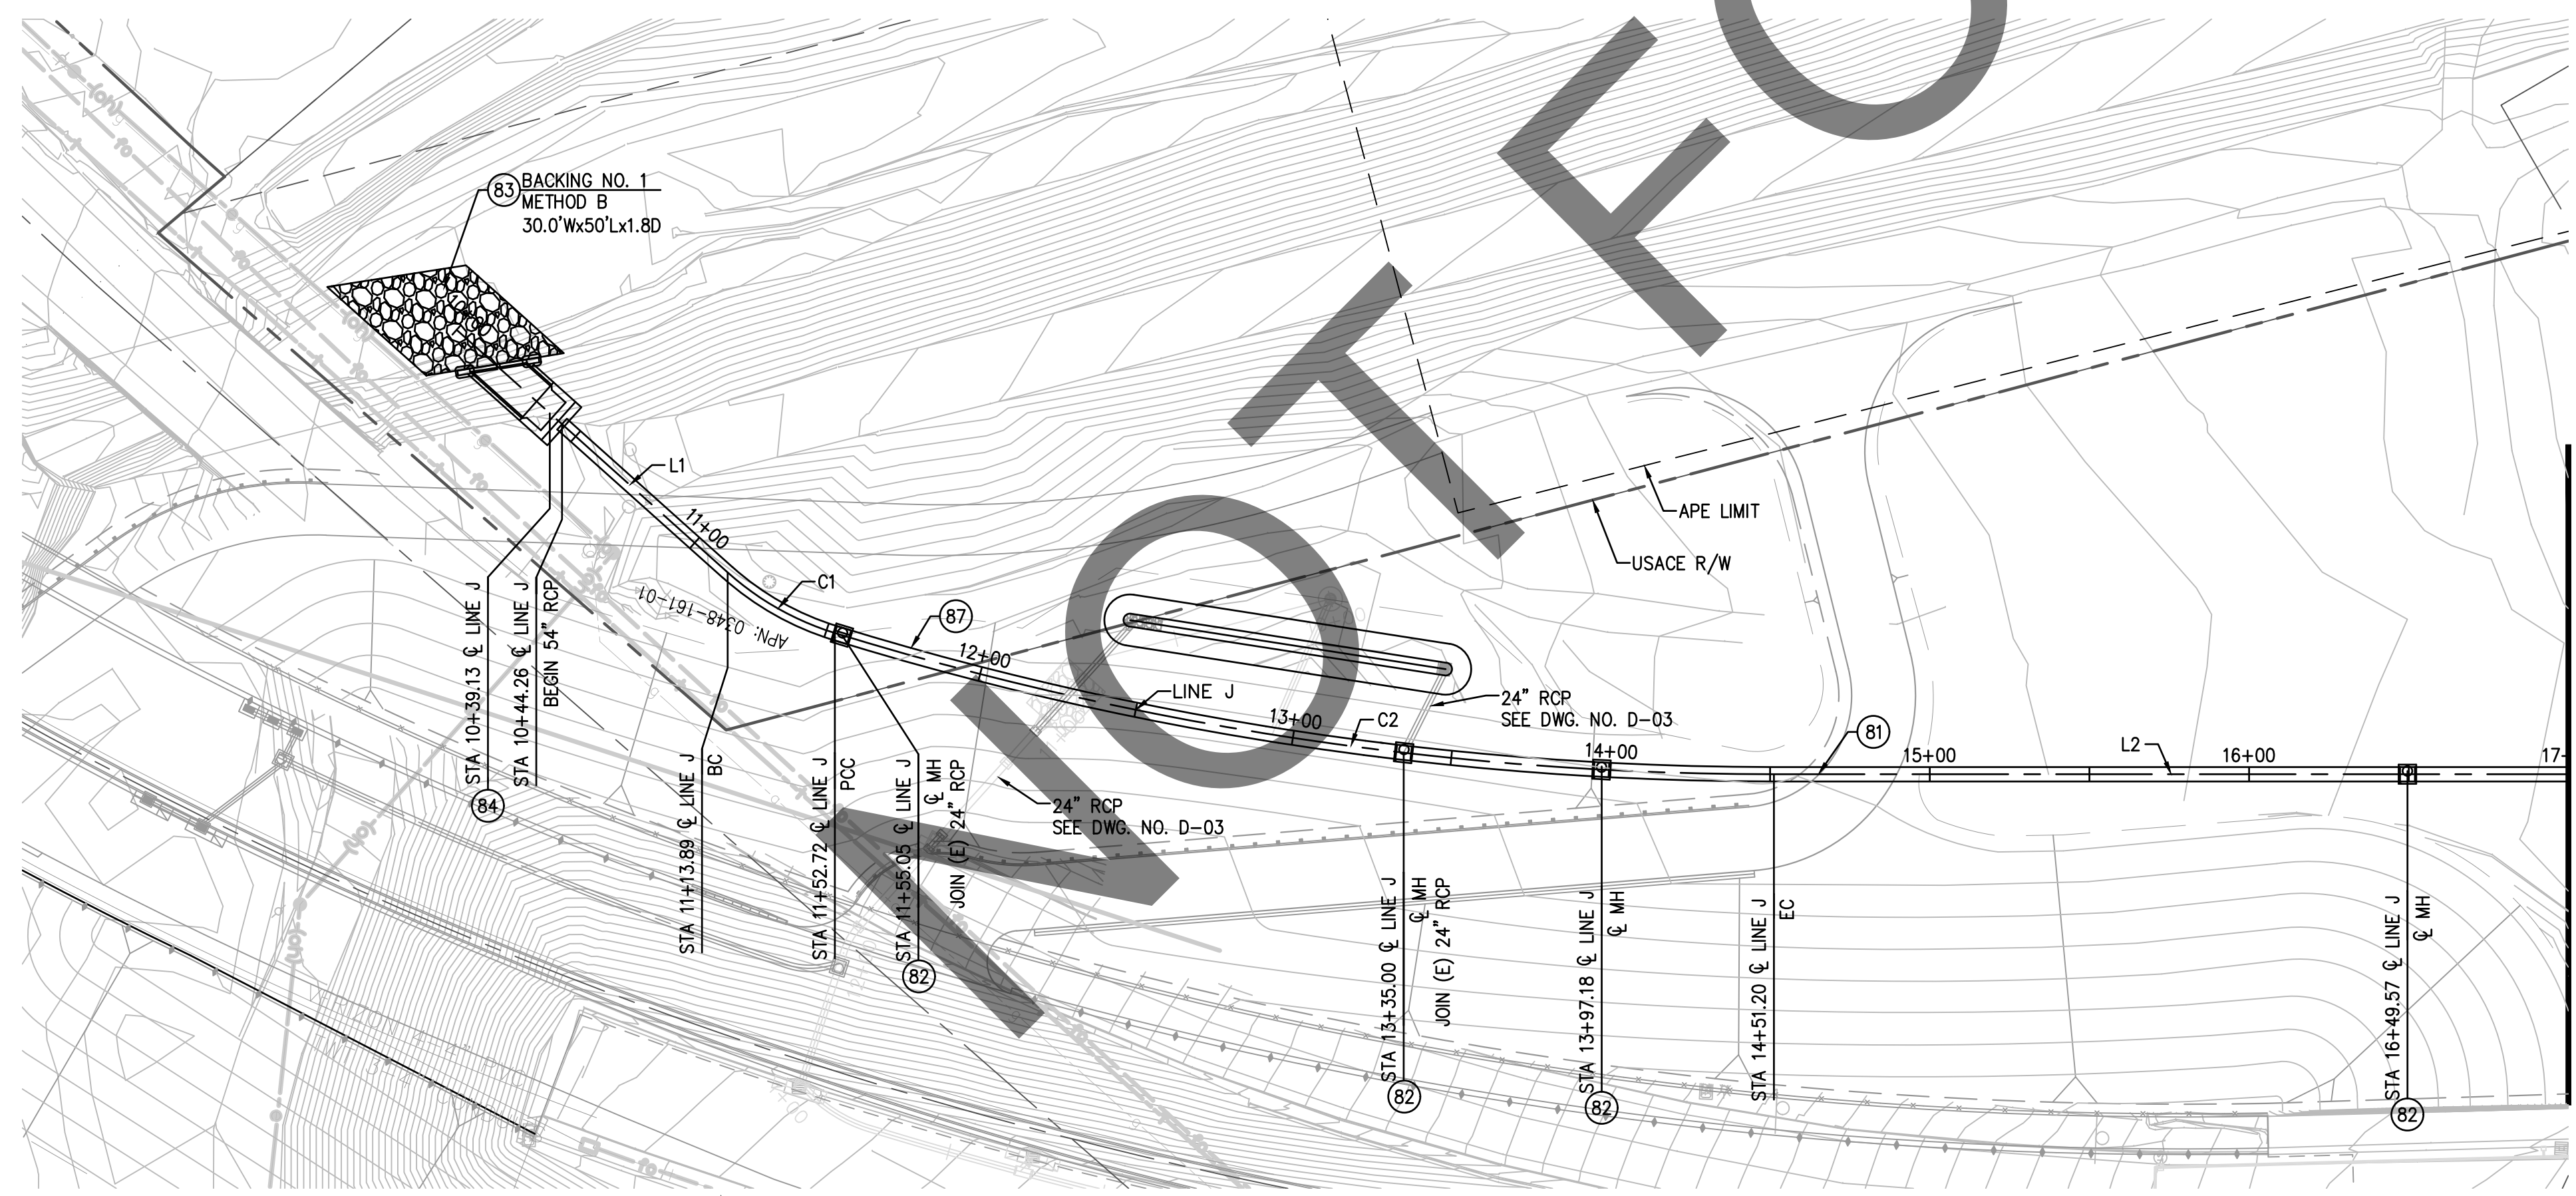 83
BACKING NO. 1
METHOD B
30.0'Wx50'Lx1.8D
L1
11+00
C1
87
12+00
LINE J
APN: 0348-161-01
APE LIMIT
USACE R/W
24" RCP
SEE DWG. NO. D-03
13+00
C2
14+00
81
15+00
L2
16+00
17-
24" RCP
SEE DWG. NO. D-03
STA 10+39.13 ℄ LINE J
84
STA 10+44.26 ℄ LINE J
BEGIN 54" RCP
STA 11+13.89 ℄ LINE J
BC
STA 11+52.72 ℄ LINE J
PCC
STA 11+55.05 ℄ LINE J
℄ MH
JOIN (E) 24" RCP
82
STA 13+35.00 ℄ LINE J
℄ MH
JOIN (E) 24" RCP
82
STA 13+97.18 ℄ LINE J
℄ MH
82
STA 14+51.20 ℄ LINE J
EC
STA 16+49.57 ℄ LINE J
℄ MH
82
NOT FO